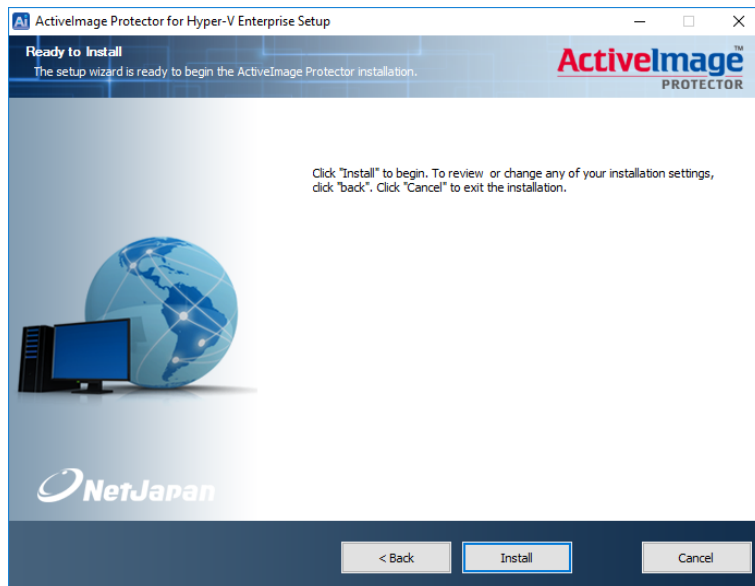 Ai ActiveImage Protector for Hyper-V Enterprise Setup
Ready to Install
The setup wizard is ready to begin the ActiveImage Protector installation.
ActiveImage™
PROTECTOR
Click "Install" to begin. To review or change any of your installation settings,
click "back". Click "Cancel" to exit the installation.
NetJapan
< Back
Install
Cancel